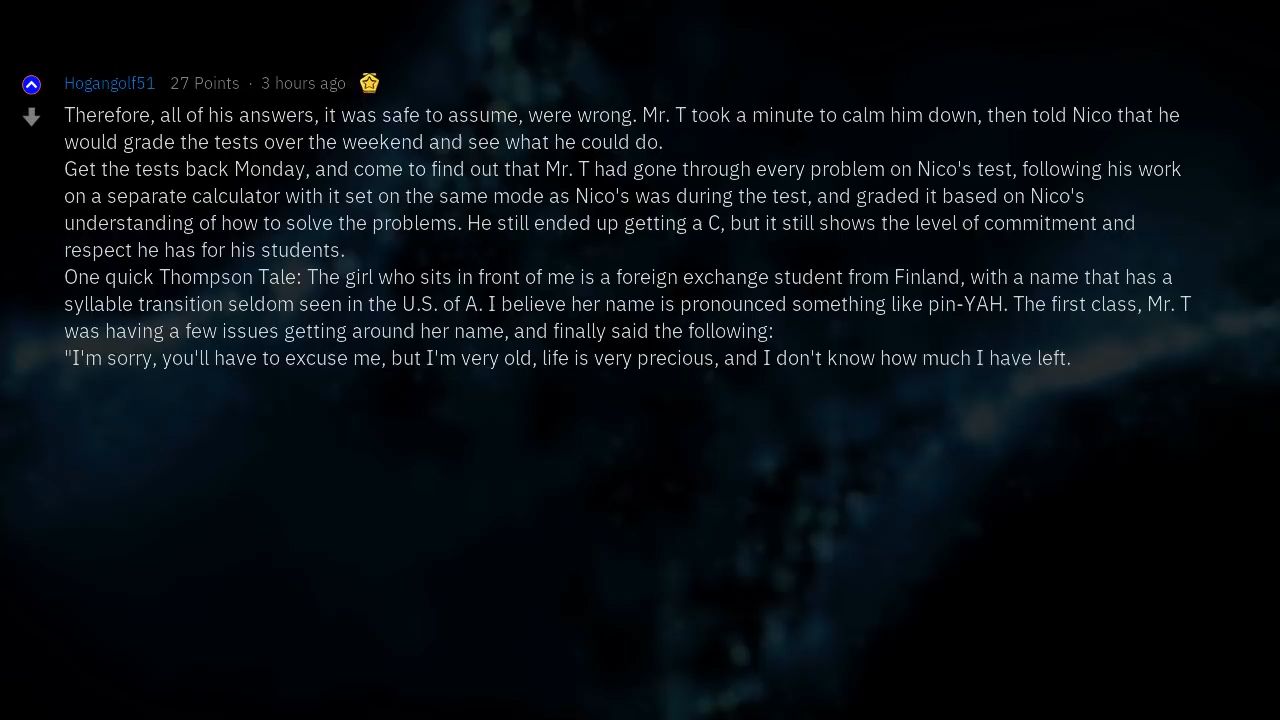 Hogangolf51 27 Points · 3 hours ago
Therefore, all of his answers, it was safe to assume, were wrong. Mr. T took a minute to calm him down, then told Nico that he
would grade the tests over the weekend and see what he could do.
Get the tests back Monday, and come to find out that Mr. T had gone through every problem on Nico's test, following his work
on a separate calculator with it set on the same mode as Nico's was during the test, and graded it based on Nico's
understanding of how to solve the problems. He still ended up getting a C, but it still shows the level of commitment and
respect he has for his students.
One quick Thompson Tale: The girl who sits in front of me is a foreign exchange student from Finland, with a name that has a
syllable transition seldom seen in the U.S. of A. I believe her name is pronounced something like pin-YAH. The first class, Mr. T
was having a few issues getting around her name, and finally said the following:
"I'm sorry, you'll have to excuse me, but I'm very old, life is very precious, and I don't know how much I have left.